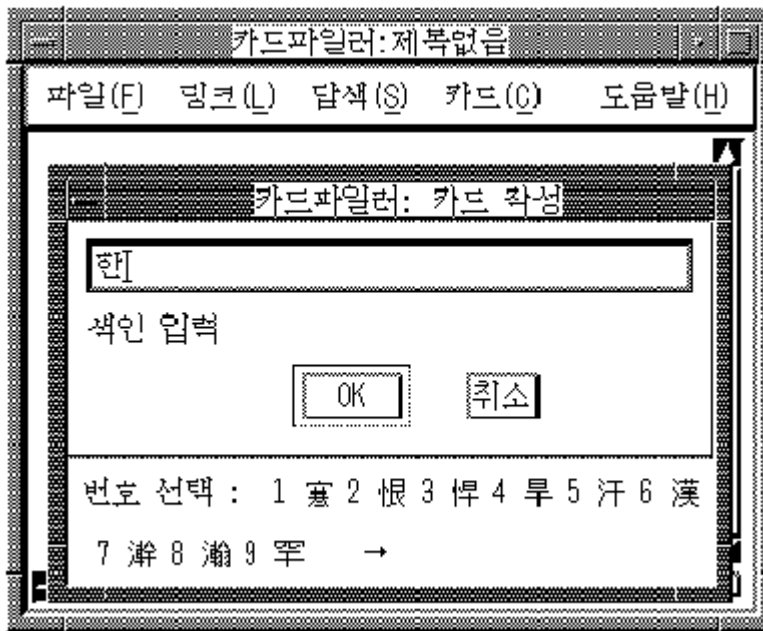 카드파일러:제목없음
파일(F) 링크(L) 탐색(S) 카드(C) 도움말(H)
카드파일러: 카드 작성
한
색인 입력
OK 취소
번호 선택 : 1 寒 2 恨 3 悍 4 旱 5 汗 6 漢
7 澣 8 瀚 9 罕 →